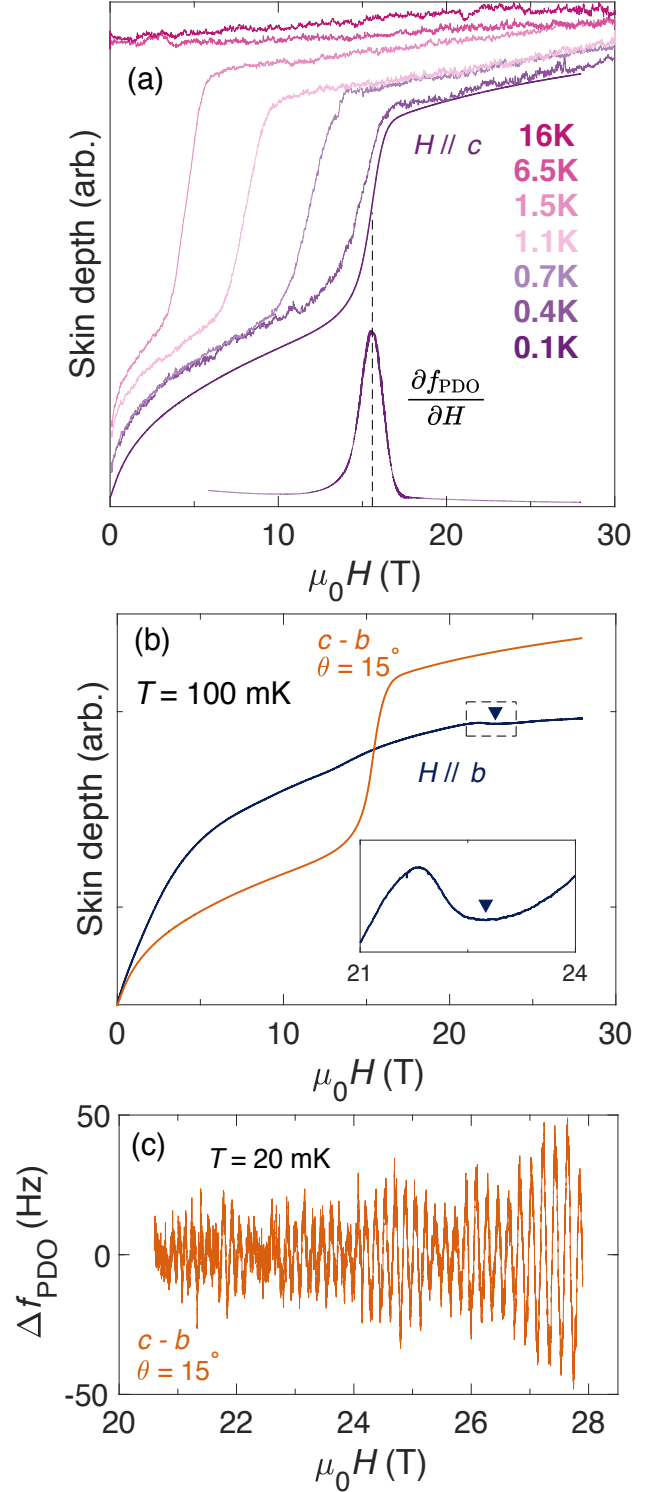 (a)
Skin depth (arb.)
H // c
16K
6.5K
1.5K
1.1K
0.7K
0.4K
0.1K
∂f_PDO
∂H
0 10 20 30
μ₀H (T)
(b)
c - b
θ = 15°
T = 100 mK
Skin depth (arb.)
H // b
21 24
0 10 20 30
μ₀H (T)
50
(c)
T = 20 mK
Δf_PDO (Hz)
0
c - b
θ = 15°
-50
20 22 24 26 28
μ₀H (T)